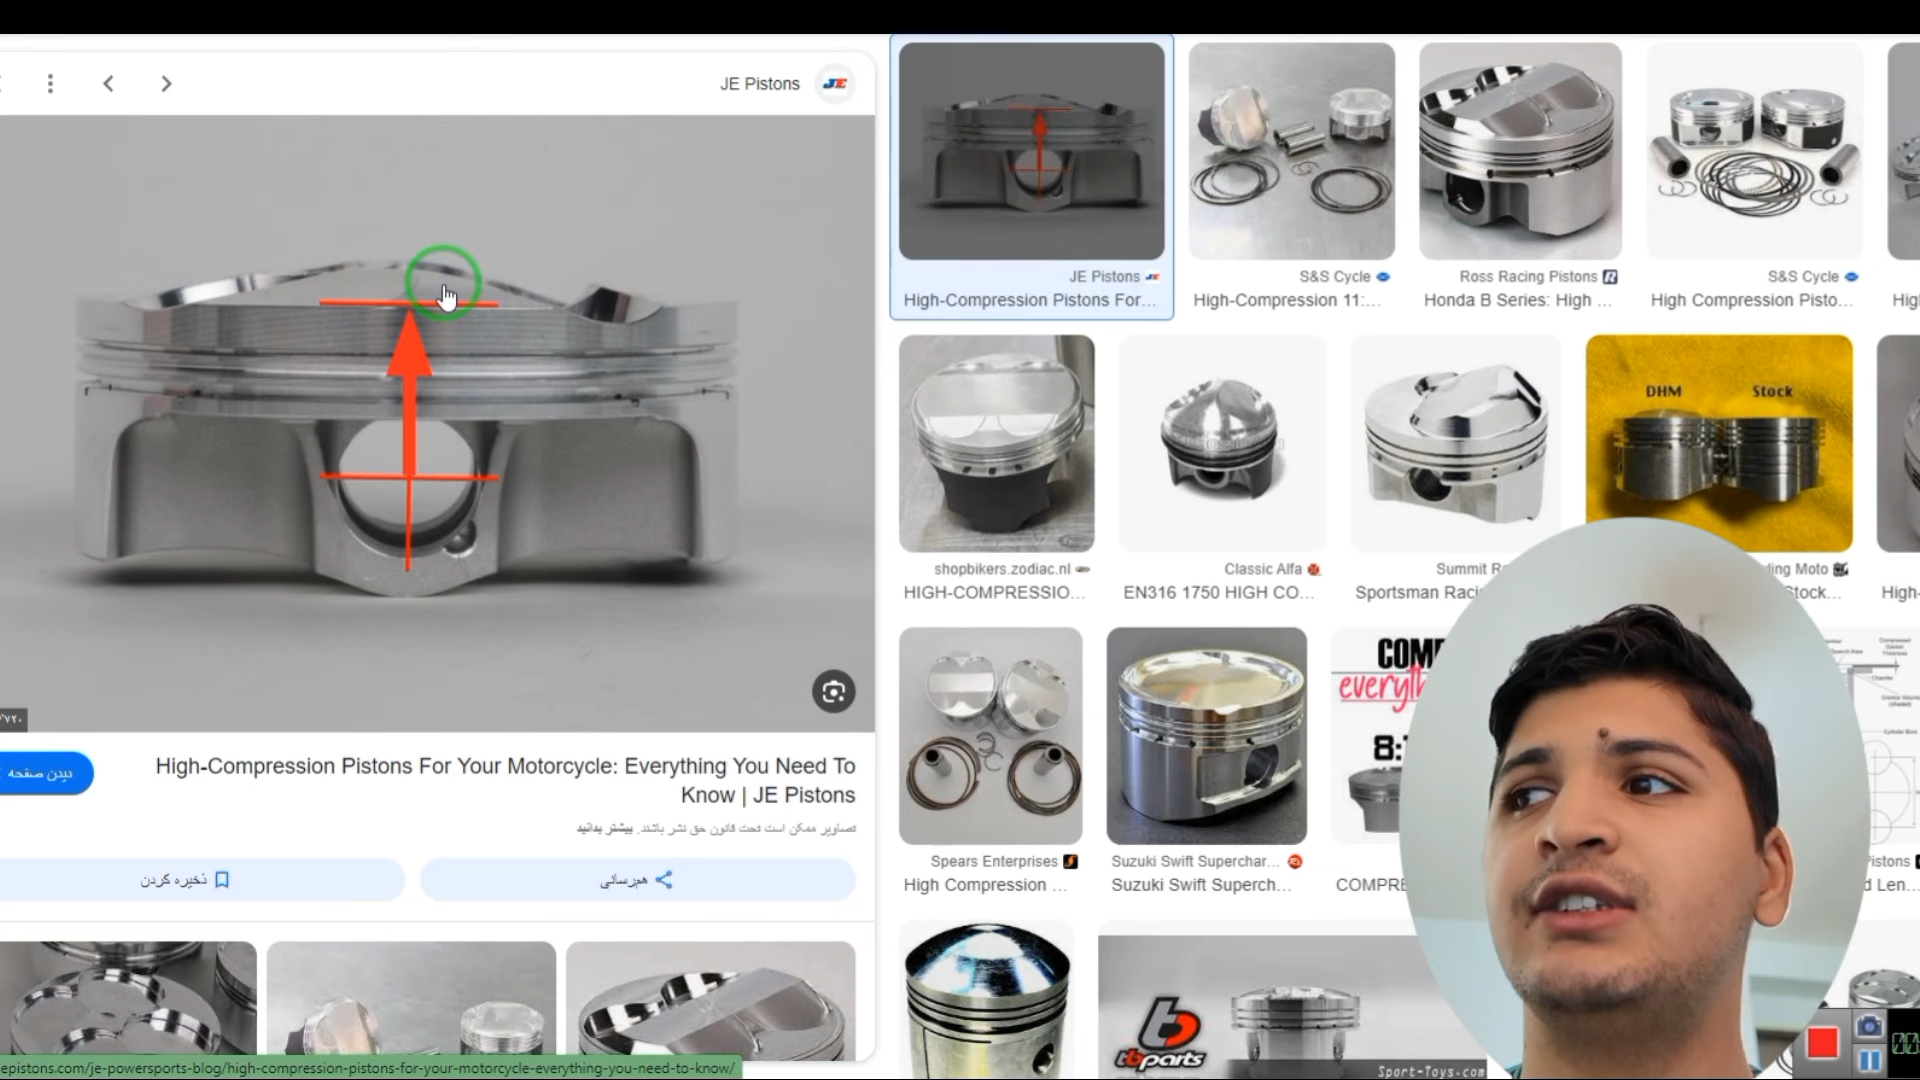 JE Pistons
JE
High-Compression Pistons For Your Motorcycle: Everything You Need To
Know | JE Pistons
تصاویر ممکن است تحت قانون حق نشر باشند. بیشتر بدانید
دیدن صفحه
هم‌رسانی
ذخیره کردن
epistons.com/je-powersports-blog/high-compression-pistons-for-your-motorcycle-everything-you-need-to-know/
JE Pistons
High-Compression Pistons For...
S&S Cycle
High-Compression 11:...
Ross Racing Pistons
Honda B Series: High ...
S&S Cycle
High Compression Pisto...
DHM
Stock
shopbikers.zodiac.nl
HIGH-COMPRESSIO...
Classic Alfa
EN316 1750 HIGH CO...
Summit
Sportsman
Moto
High-
Spears Enterprises
High Compression ...
Suzuki Swift Superchar...
Suzuki Swift Superch...
8:
tbparts
Sport-Toys.com